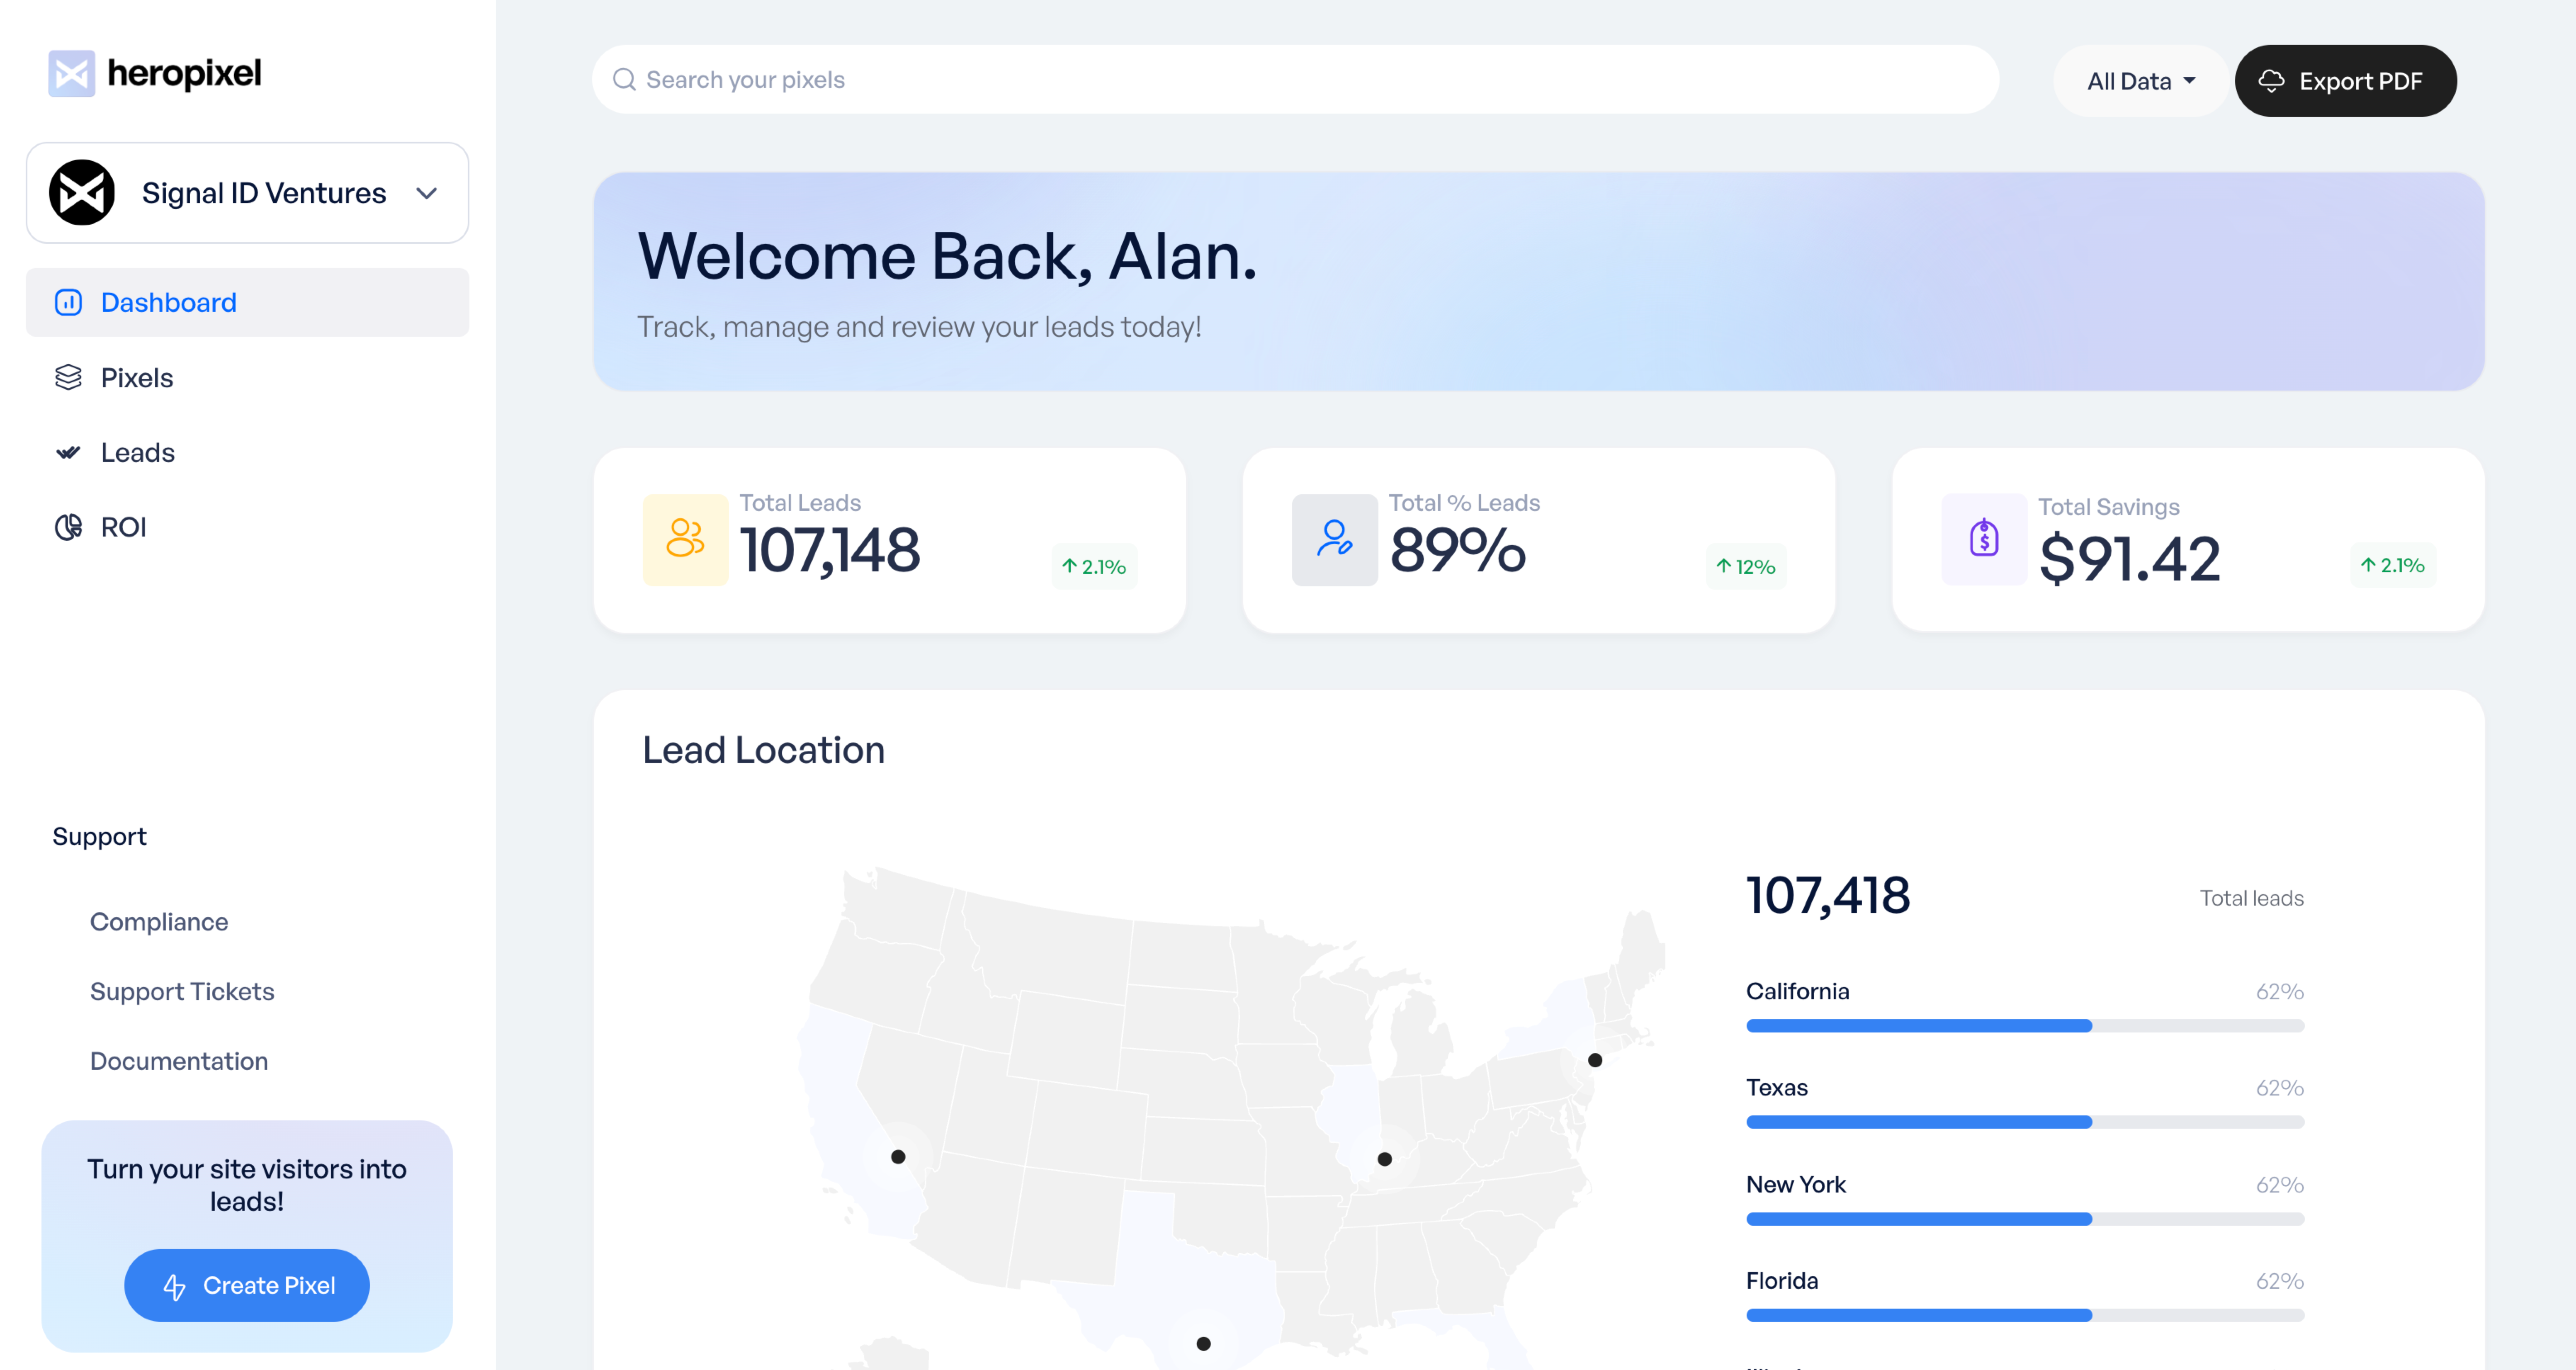 heropixel
Signal ID Ventures
Dashboard
Pixels
Leads
ROI
Support
Compliance
Support Tickets
Documentation
Turn your site visitors into
leads!
Create Pixel
Search your pixels
All Data
Export PDF
Welcome Back, Alan.
Track, manage and review your leads today!
Total Leads
107,148
↑ 2.1%
Total % Leads
89%
↑ 12%
Total Savings
$91.42
↑ 2.1%
Lead Location
107,418
Total leads
California 62%
Texas 62%
New York 62%
Florida 62%